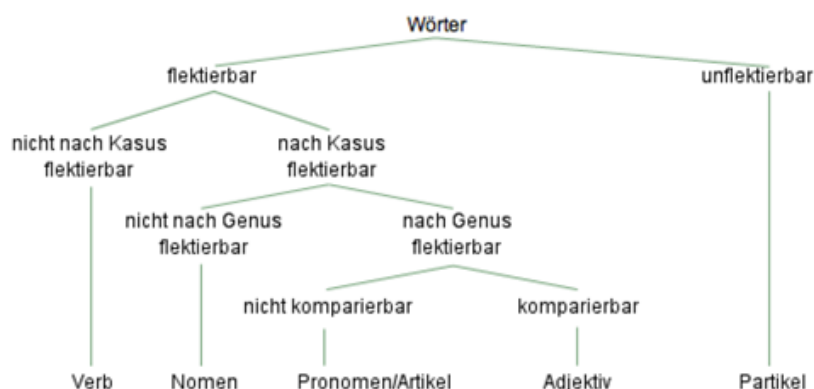 Wörter
flektierbar
unflektierbar
nicht nach Kasus
flektierbar
nach Kasus
flektierbar
nicht nach Genus
flektierbar
nach Genus
flektierbar
nicht komparierbar
komparierbar
Verb
Nomen
Pronomen/Artikel
Adjektiv
Partikel